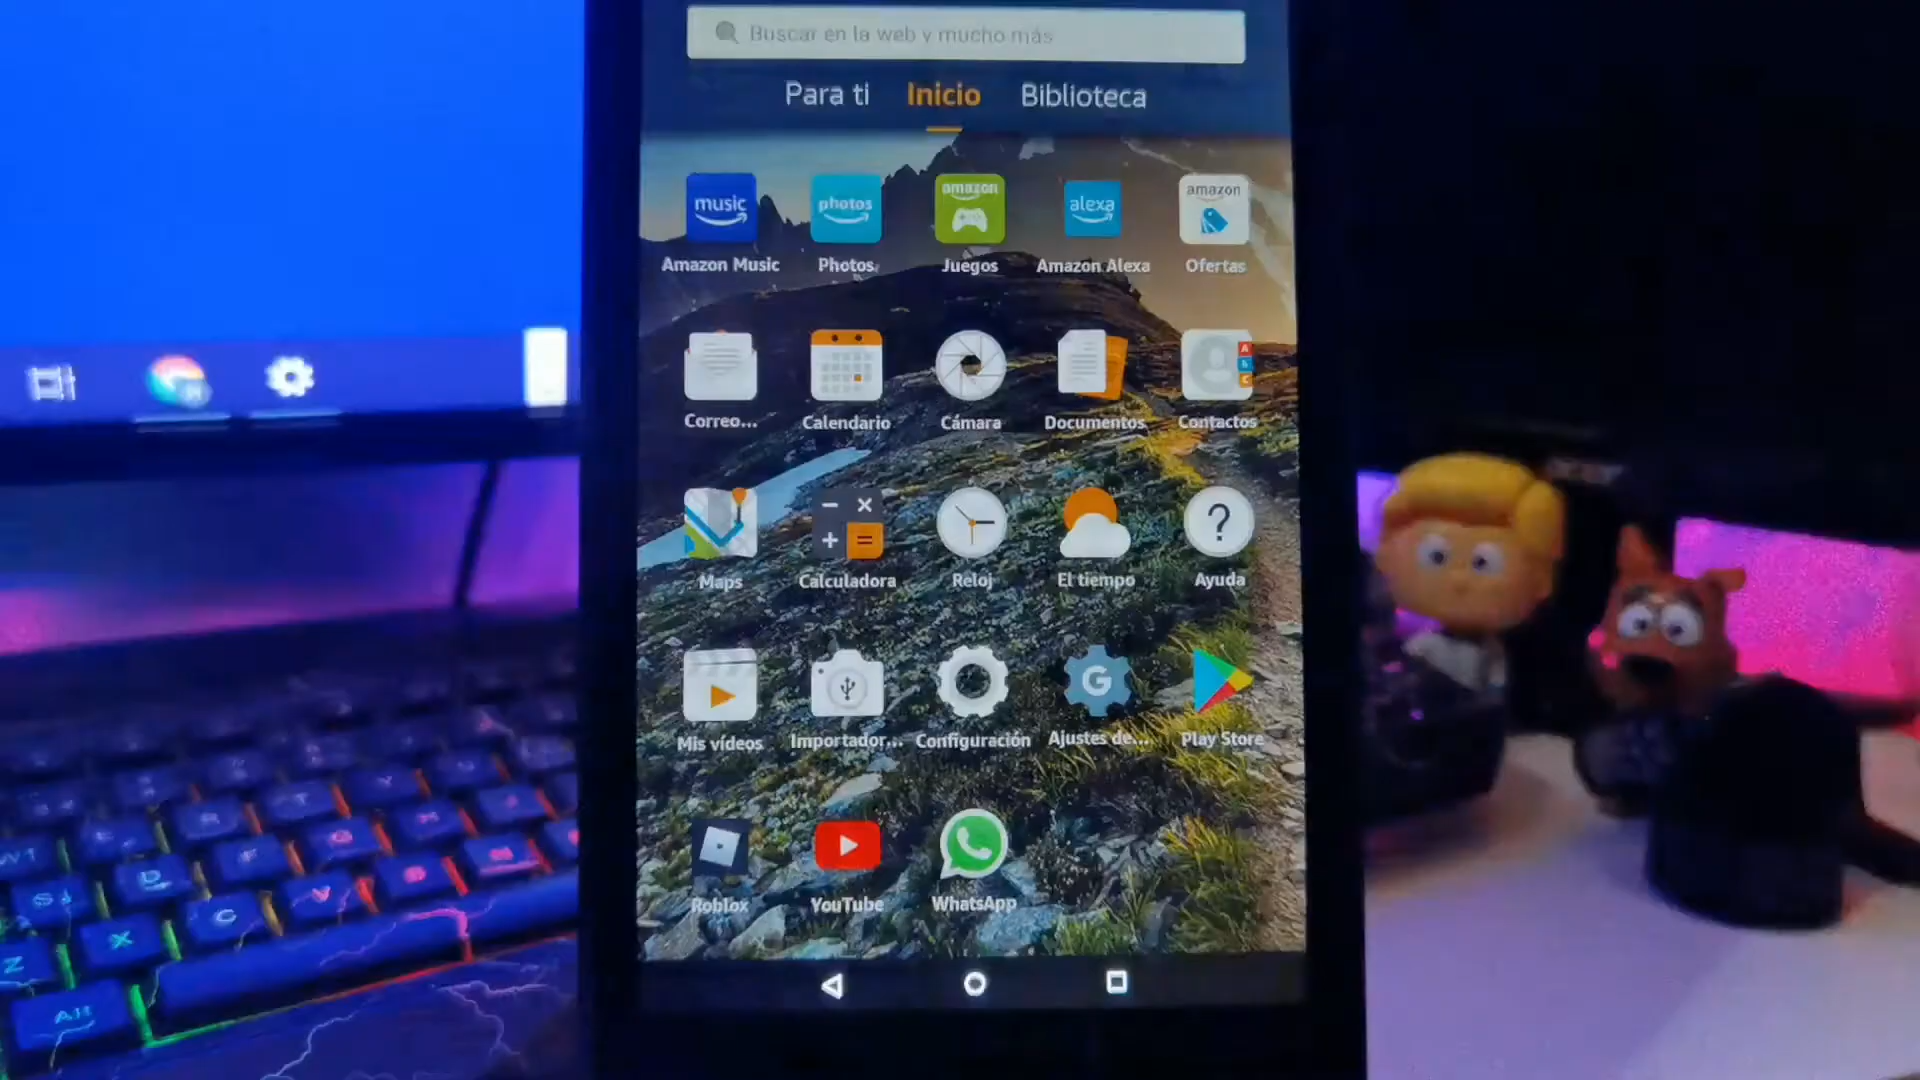 Buscar en la web y mucho más
Para ti Inicio Biblioteca
music photos amazon alexa amazon
Amazon Music Photos Juegos Amazon Alexa Ofertas
A
B
C
Correo... Calendario Cámara Documentos Contactos
− ×
+ = ?
Maps Calculadora Reloj El tiempo Ayuda
G
Mis vídeos Importador... Configuración Ajustes de... Play Store
Roblox YouTube WhatsApp
C V
Z X
Alt